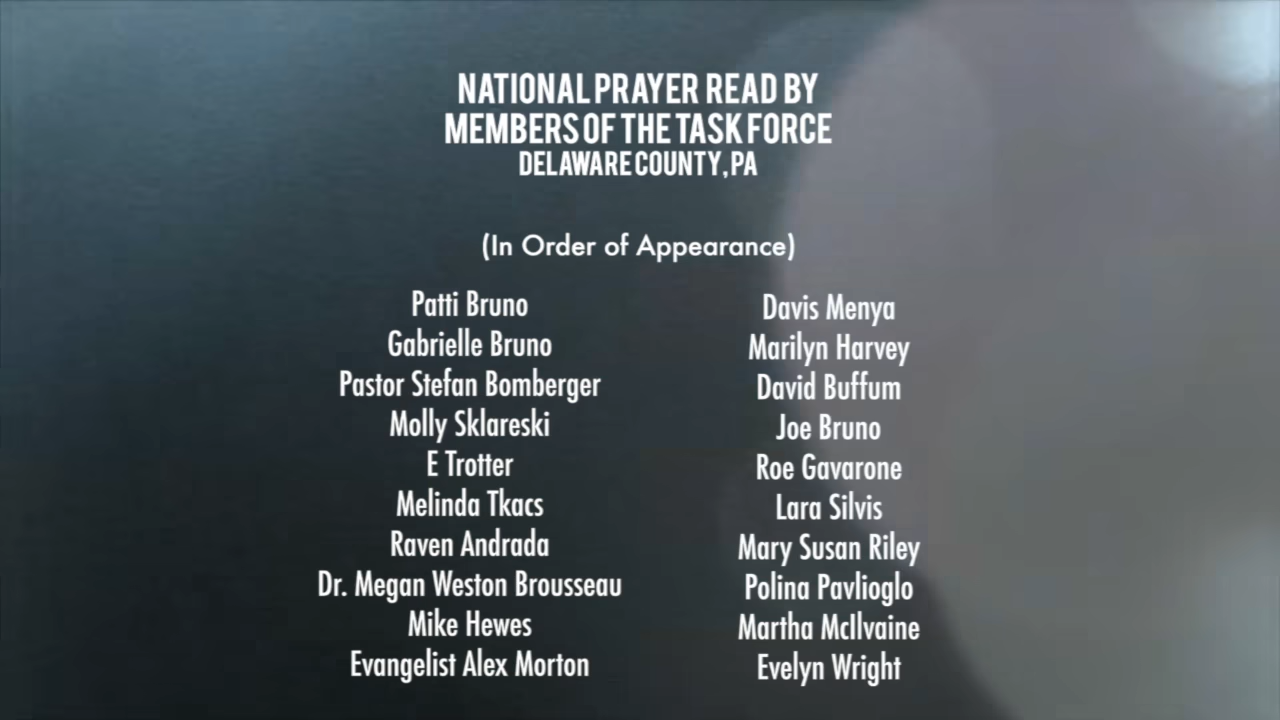 NATIONAL PRAYER READ BY
MEMBERS OF THE TASK FORCE
DELAWARE COUNTY, PA
(In Order of Appearance)
Patti Bruno
Gabrielle Bruno
Pastor Stefan Bomberger
Molly Sklareski
E Trotter
Melinda Tkacs
Raven Andrada
Dr. Megan Weston Brousseau
Mike Hewes
Evangelist Alex Morton
Davis Menya
Marilyn Harvey
David Buffum
Joe Bruno
Roe Gavarone
Lara Silvis
Mary Susan Riley
Polina Pavlioglo
Martha McIlvaine
Evelyn Wright